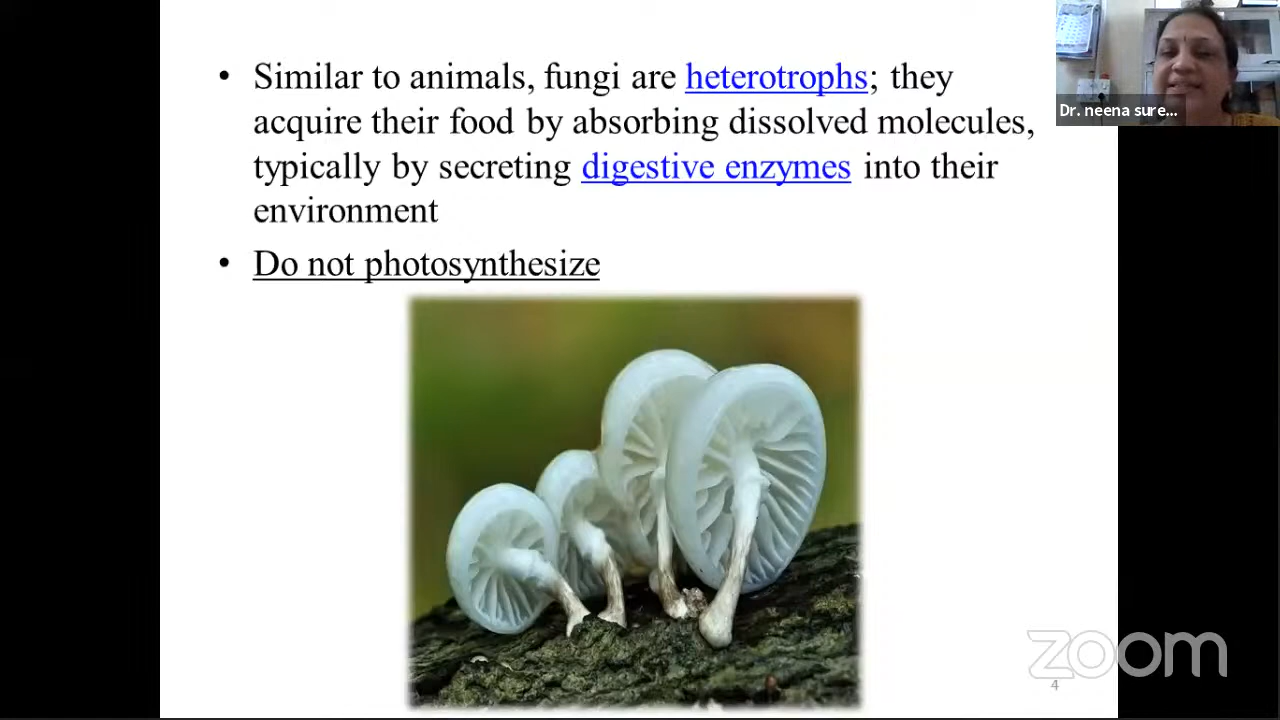 • Similar to animals, fungi are heterotrophs; they
acquire their food by absorbing dissolved molecules,
typically by secreting digestive enzymes into their
environment
• Do not photosynthesize
Dr. neena sure...
zoom
4